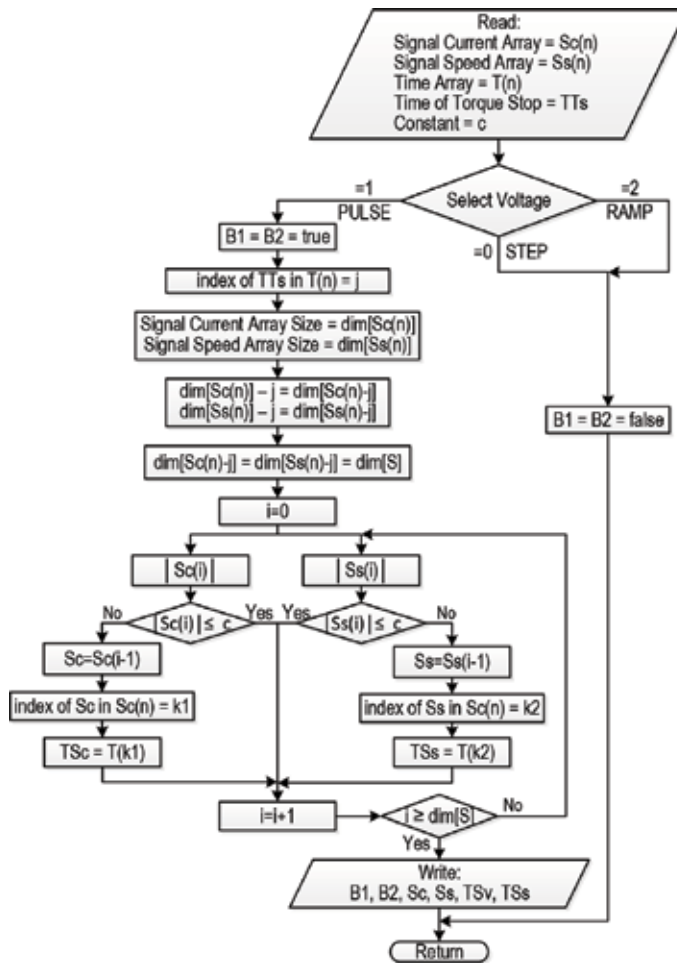 Read:
Signal Current Array = Sc(n)
Signal Speed Array = Ss(n)
Time Array = T(n)
Time of Torque Stop = TTs
Constant = c
Select Voltage
=1
PULSE
=2
RAMP
=0 STEP
B1 = B2 = true
index of TTs in T(n) = j
Signal Current Array Size = dim[Sc(n)]
Signal Speed Array Size = dim[Ss(n)]
dim[Sc(n)] – j = dim[Sc(n)-j]
dim[Ss(n)] – j = dim[Ss(n)-j]
B1 = B2 = false
dim[Sc(n)-j] = dim[Ss(n)-j] = dim[S]
i=0
| Sc(i) |
| Ss(i) |
No
|Sc(i)| ≤ c
Yes
Yes
|Ss(i)| ≤ c
No
Sc=Sc(i-1)
Ss=Ss(i-1)
index of Sc in Sc(n) = k1
index of Ss in Sc(n) = k2
TSc = T(k1)
TSs = T(k2)
i=i+1
i ≥ dim[S]
No
Yes
Write:
B1, B2, Sc, Ss, TSv, TSs
Return